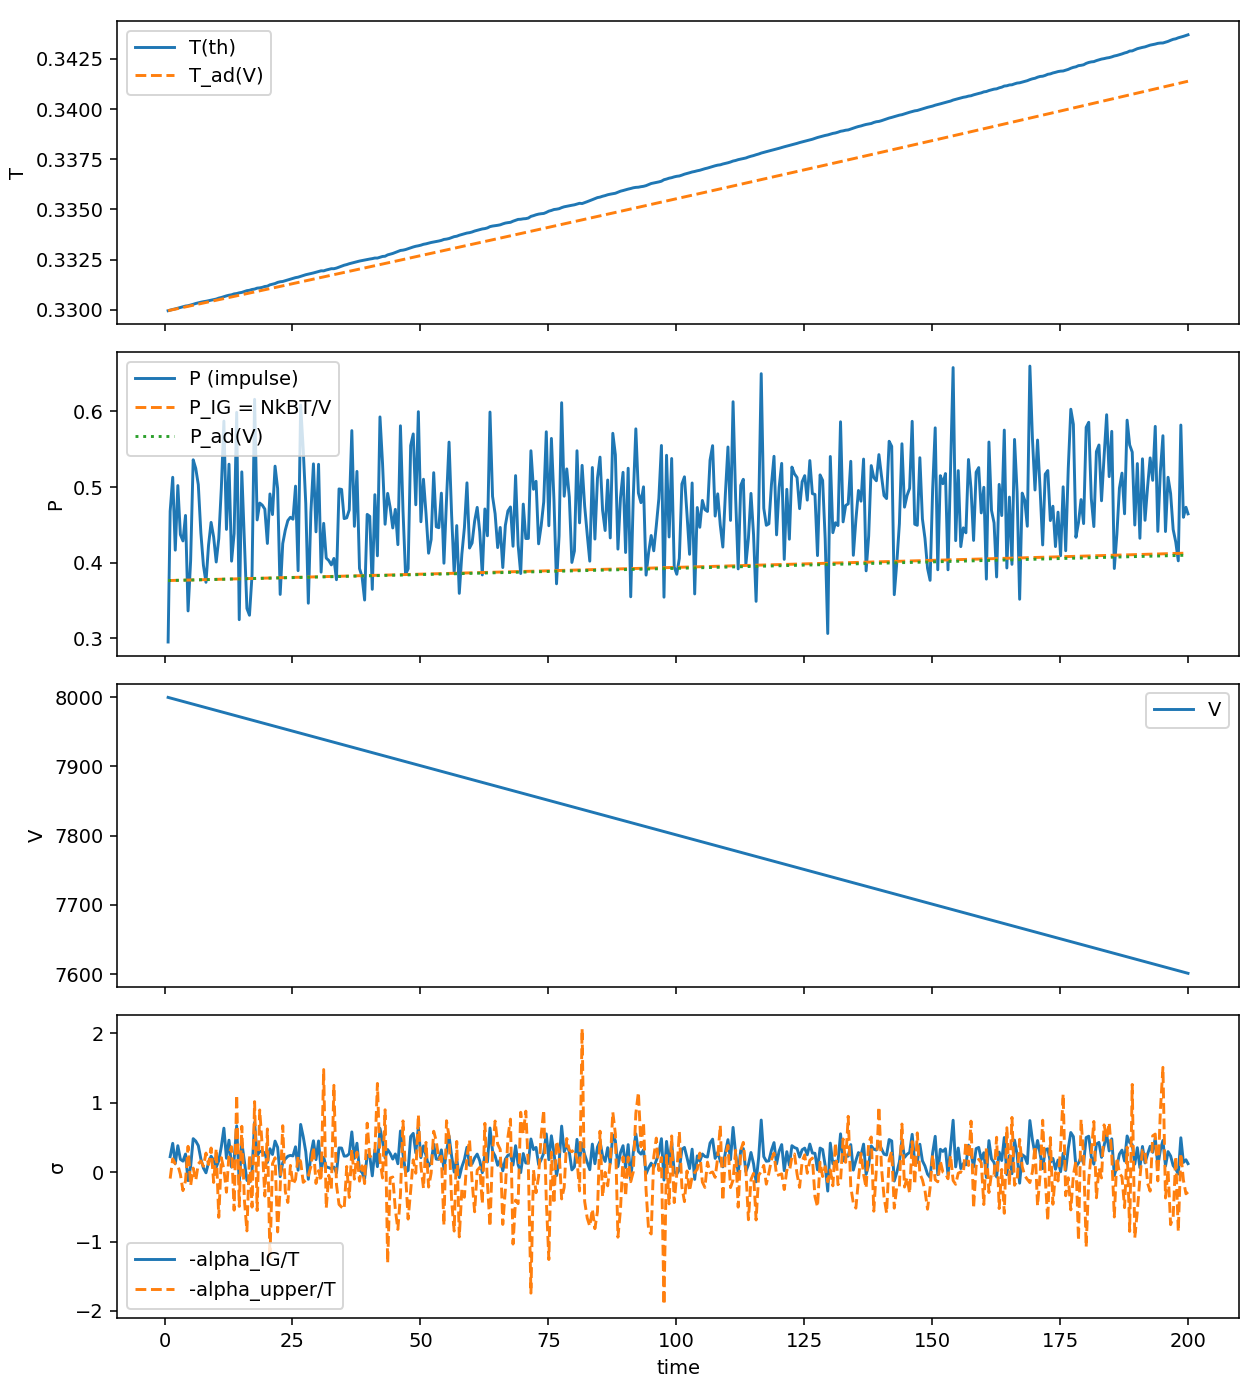 T(th)
T_ad(V)
0.3425
0.3400
0.3375
0.3350
0.3325
0.3300
T
P (impulse)
P_IG = NkBT/V
P_ad(V)
0.6
0.5
0.4
0.3
P
V
8000
7900
7800
7700
7600
V
2
1
0
−1
−2
σ
-alpha_IG/T
-alpha_upper/T
0 25 50 75 100 125 150 175 200
time